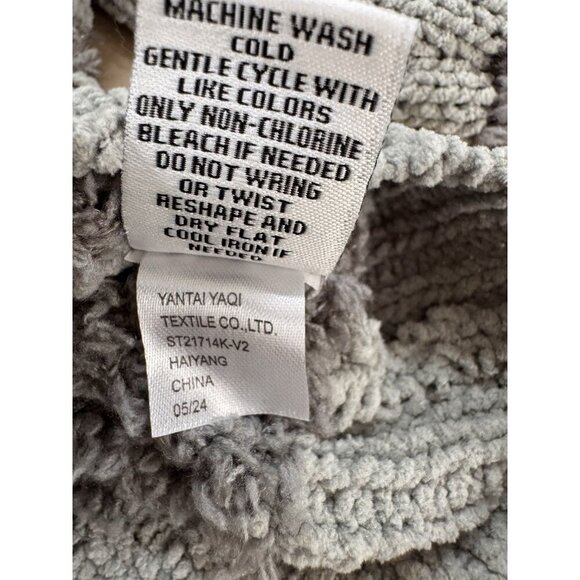 MACHINE WASH
COLD
GENTLE CYCLE WITH
LIKE COLORS
ONLY NON-CHLORINE
BLEACH IF NEEDED
DO NOT WRING
OR TWIST
RESHAPE AND
DRY FLAT
COOL IRON IF
NEEDED
YANTAI YAQI
TEXTILE CO.,LTD.
ST21714K-V2
HAIYANG
CHINA
05/24